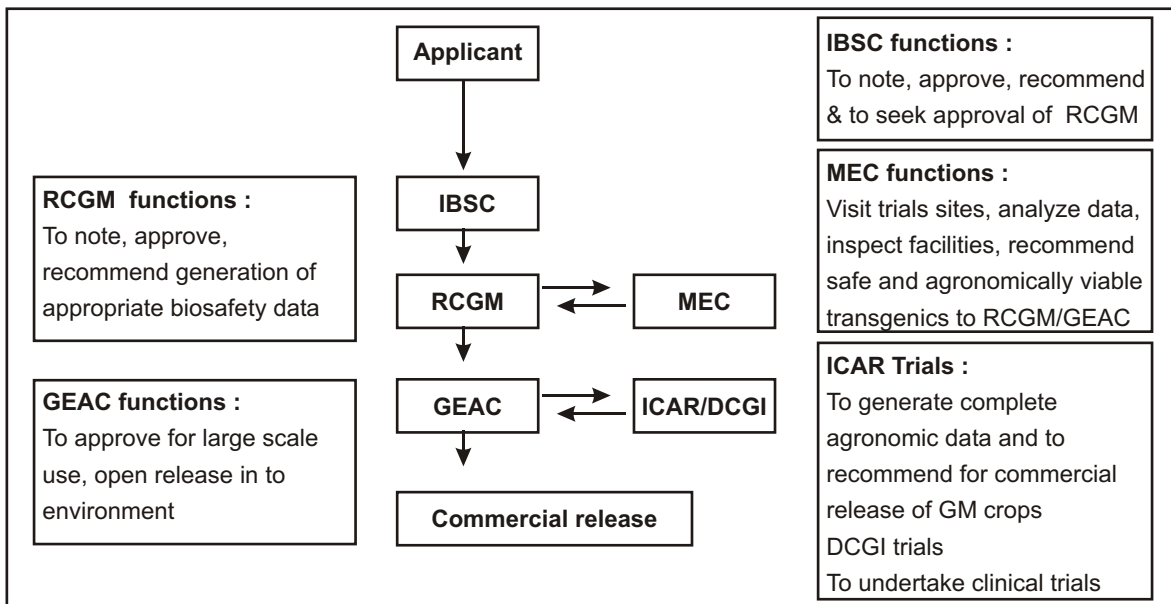 Applicant
IBSC
RCGM
MEC
GEAC
ICAR/DCGI
Commercial release
RCGM functions :
To note, approve,
recommend generation of
appropriate biosafety data
GEAC functions :
To approve for large scale
use, open release in to
environment
IBSC functions :
To note, approve, recommend
& to seek approval of RCGM
MEC functions :
Visit trials sites, analyze data,
inspect facilities, recommend
safe and agronomically viable
transgenics to RCGM/GEAC
ICAR Trials :
To generate complete
agronomic data and to
recommend for commercial
release of GM crops
DCGI trials
To undertake clinical trials